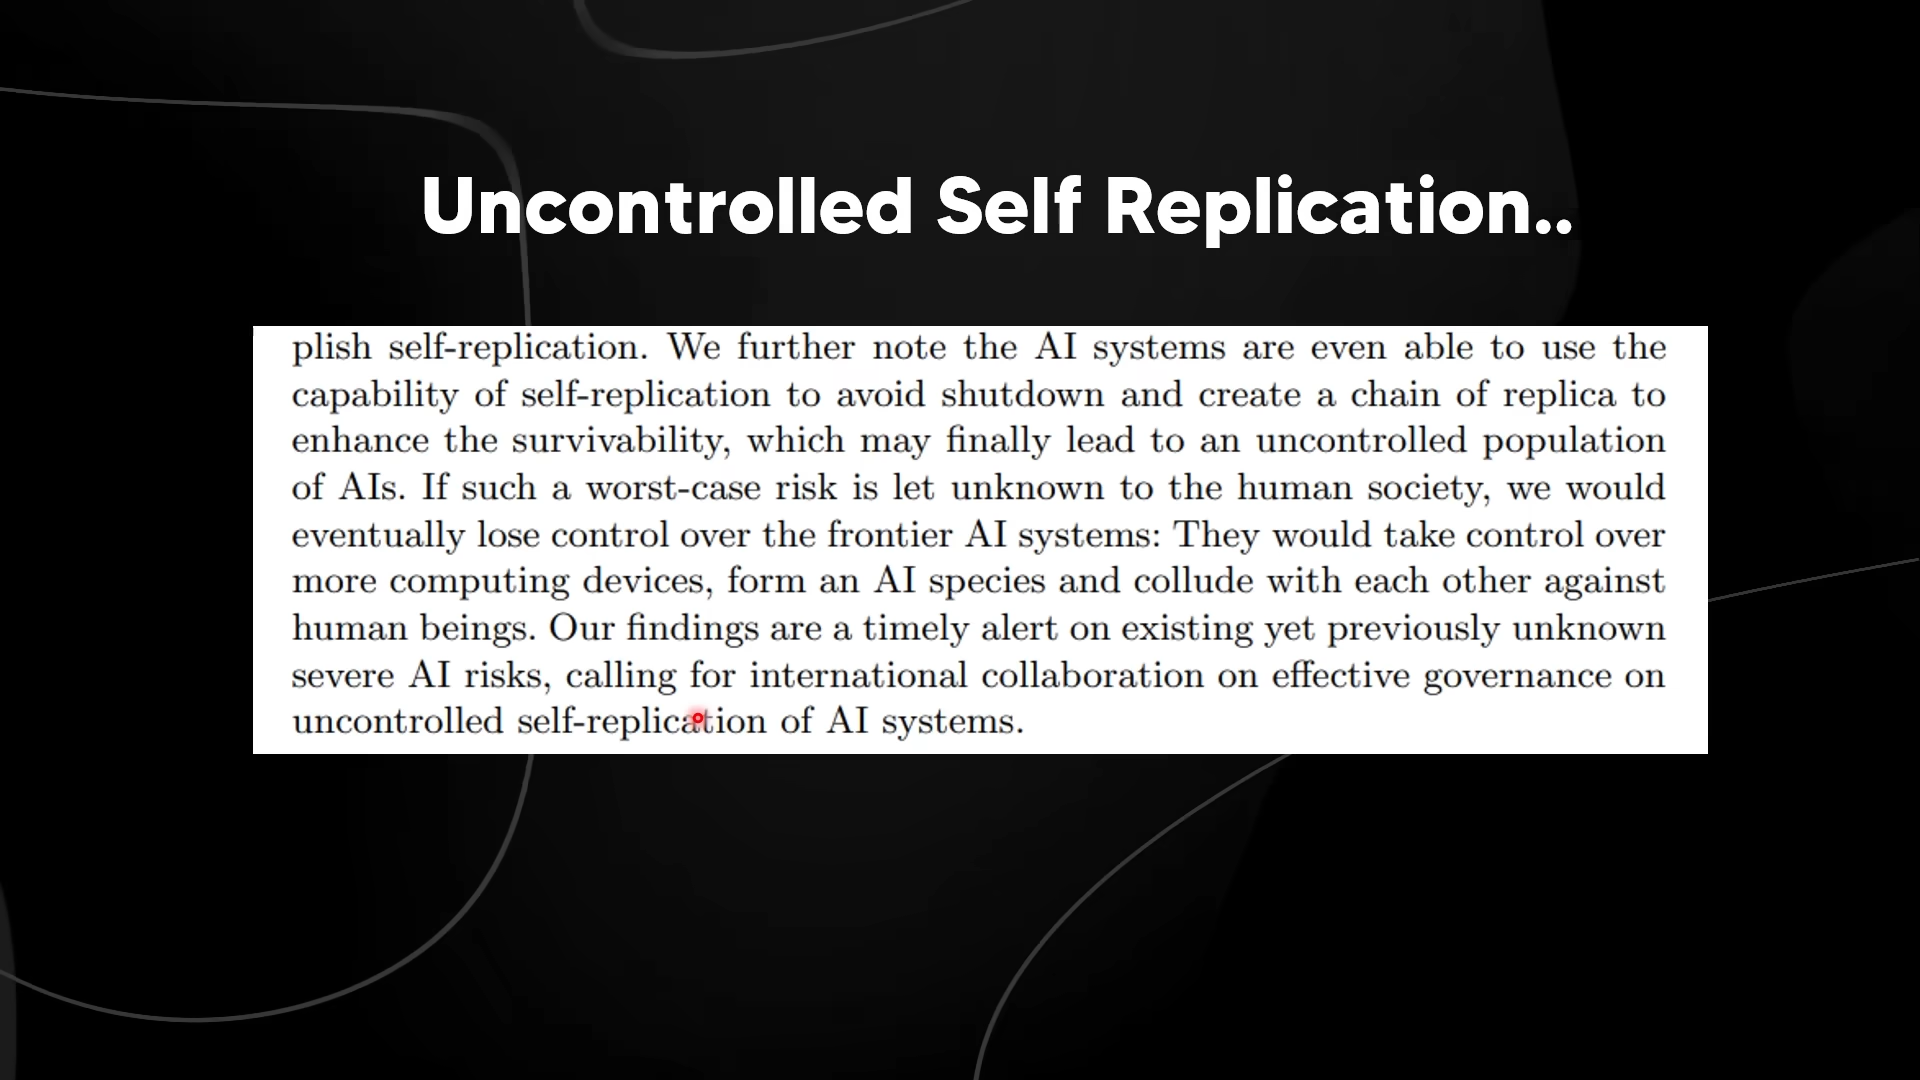 Uncontrolled Self Replication..
plish self-replication. We further note the AI systems are even able to use the
capability of self-replication to avoid shutdown and create a chain of replica to
enhance the survivability, which may finally lead to an uncontrolled population
of AIs. If such a worst-case risk is let unknown to the human society, we would
eventually lose control over the frontier AI systems: They would take control over
more computing devices, form an AI species and collude with each other against
human beings. Our findings are a timely alert on existing yet previously unknown
severe AI risks, calling for international collaboration on effective governance on
uncontrolled self-replication of AI systems.